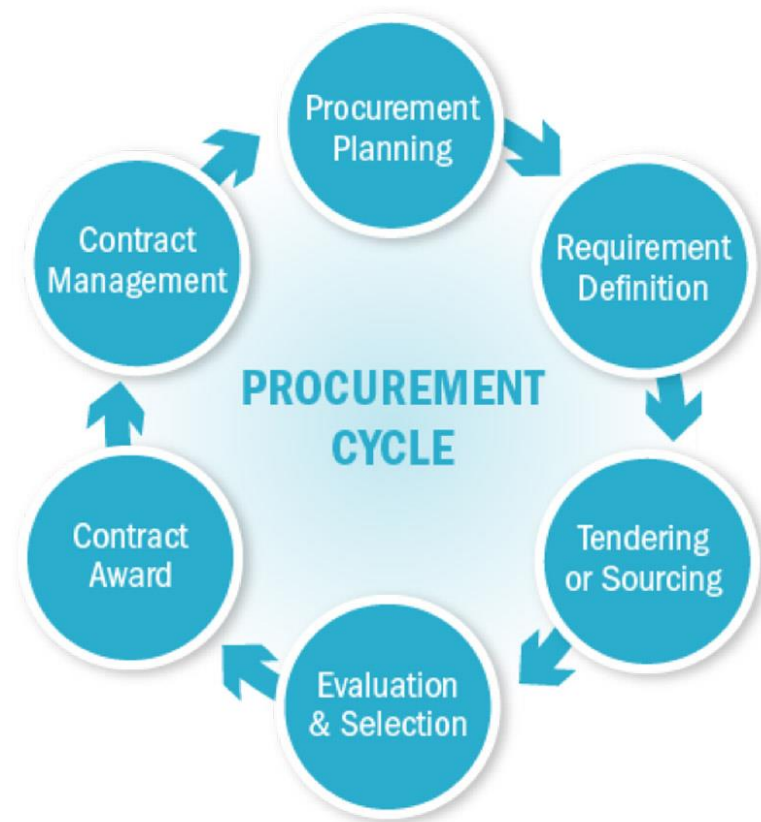 Procurement
Planning
Requirement
Definition
Tendering
or Sourcing
Evaluation
& Selection
Contract
Award
Contract
Management
PROCUREMENT
CYCLE